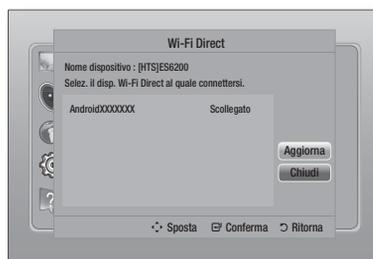 Wi-Fi Direct
Nome dispositivo : [HTS]ES6200
Selez. il disp. Wi-Fi Direct al quale connettersi.
AndroidXXXXXXX Scollegato
Aggiorna
Chiudi
Sposta Conferma Ritorna